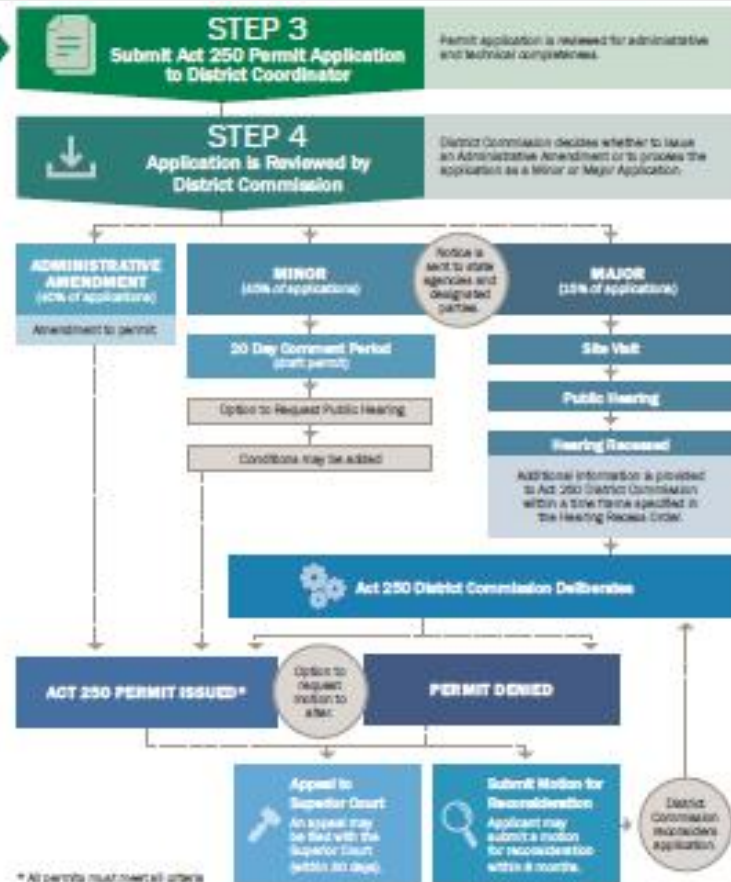 STEP 3
Submit Act 250 Permit Application
to District Coordinator
Permit application is reviewed for administrative
and technical completeness.
STEP 4
Application is Reviewed by
District Commission
District Commission decides whether to issue
an Administrative Amendment or to process the
application as a Minor or Major Application.
ADMINISTRATIVE
AMENDMENT
(40% of applications)
Amendment to permit
MINOR
(45% of applications)
Notice is
sent to state
agencies and
designated
parties.
MAJOR
(15% of applications)
20 Day Comment Period
(draft permit)
Option to Request Public Hearing
Conditions may be added
Site Visit
Public Hearing
Hearing Recessed
Additional information is provided
to Act 250 District Commission
within a time frame specified in
the Hearing Recess Order.
Act 250 District Commission Deliberates
ACT 250 PERMIT ISSUED*
Option to
request
motion to
alter.
PERMIT DENIED
Appeal to
Superior Court
An appeal may
be filed with the
Superior Court
(within 30 days).
Submit Motion for
Reconsideration
Applicant may
submit a motion
for reconsideration
within 6 months.
District
Commission
reconsiders
application.
* All permits must meet all criteria